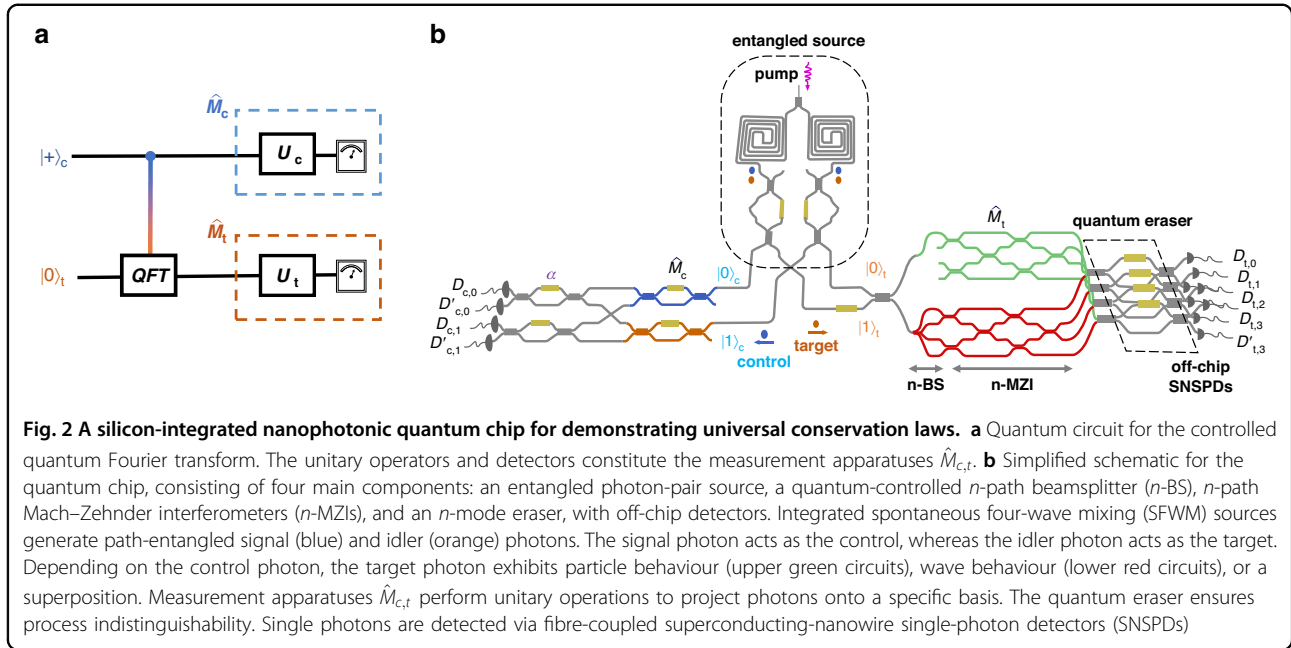 a
M̂c
|+⟩c
Uc
M̂t
|0⟩t
QFT
Ut
b
entangled source
pump
α
M̂c
|0⟩c
|0⟩t
M̂t
quantum eraser
Dc,0
D'c,0
Dc,1
D'c,1
|1⟩c
|1⟩t
control
target
n-BS
n-MZI
Dt,0
Dt,1
Dt,2
Dt,3
D't,3
off-chip
SNSPDs
Fig. 2 A silicon-integrated nanophotonic quantum chip for demonstrating universal conservation laws. a Quantum circuit for the controlled
quantum Fourier transform. The unitary operators and detectors constitute the measurement apparatuses M̂c,t. b Simplified schematic for the
quantum chip, consisting of four main components: an entangled photon-pair source, a quantum-controlled n-path beamsplitter (n-BS), n-path
Mach–Zehnder interferometers (n-MZIs), and an n-mode eraser, with off-chip detectors. Integrated spontaneous four-wave mixing (SFWM) sources
generate path-entangled signal (blue) and idler (orange) photons. The signal photon acts as the control, whereas the idler photon acts as the target.
Depending on the control photon, the target photon exhibits particle behaviour (upper green circuits), wave behaviour (lower red circuits), or a
superposition. Measurement apparatuses M̂c,t perform unitary operations to project photons onto a specific basis. The quantum eraser ensures
process indistinguishability. Single photons are detected via fibre-coupled superconducting-nanowire single-photon detectors (SNSPDs)